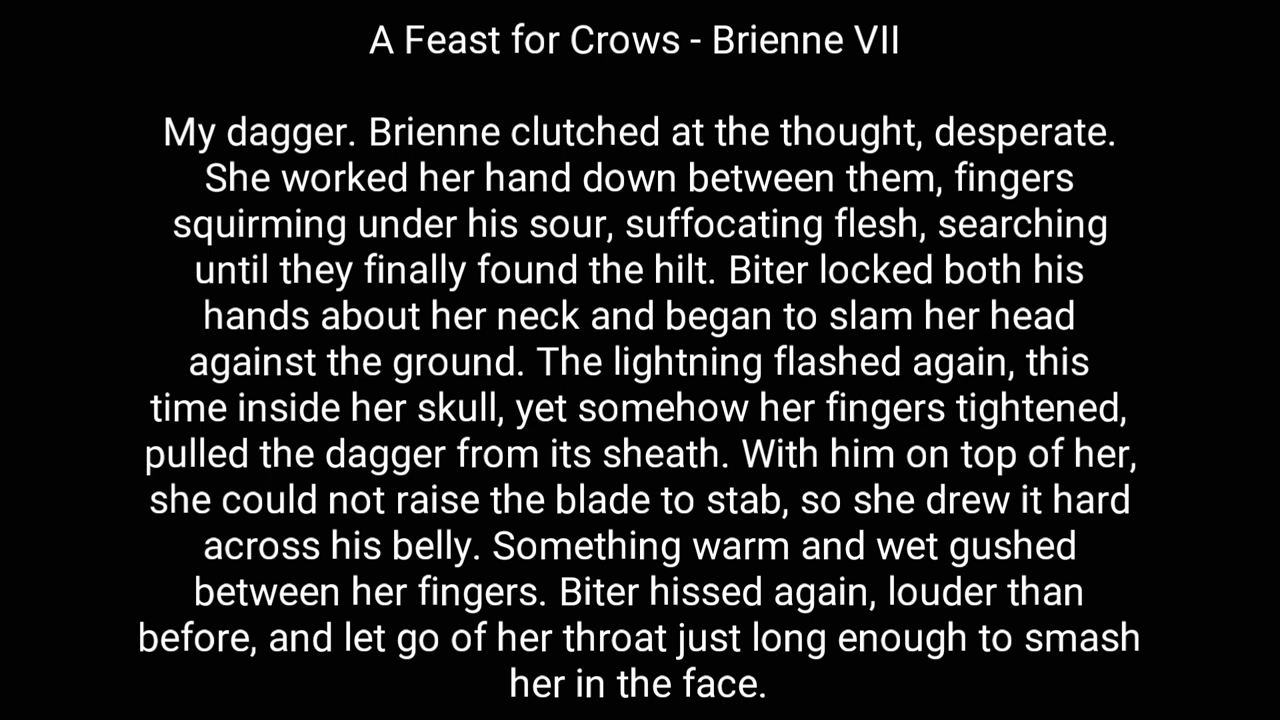 A Feast for Crows - Brienne VII
My dagger. Brienne clutched at the thought, desperate.
She worked her hand down between them, fingers
squirming under his sour, suffocating flesh, searching
until they finally found the hilt. Biter locked both his
hands about her neck and began to slam her head
against the ground. The lightning flashed again, this
time inside her skull, yet somehow her fingers tightened,
pulled the dagger from its sheath. With him on top of her,
she could not raise the blade to stab, so she drew it hard
across his belly. Something warm and wet gushed
between her fingers. Biter hissed again, louder than
before, and let go of her throat just long enough to smash
her in the face.